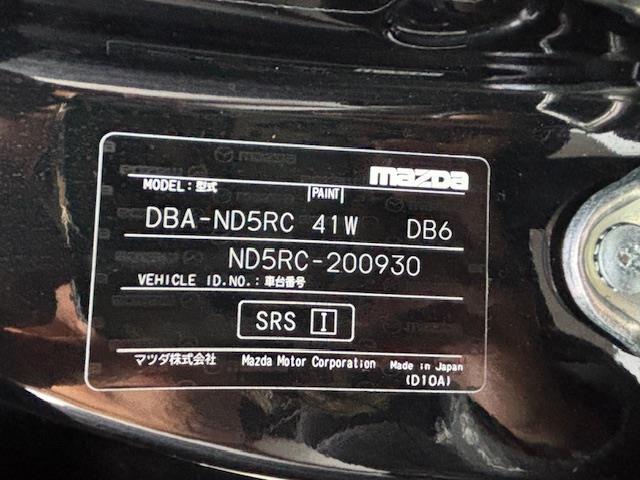 mazda
MODEL:型式 PAINT
DBA-ND5RC 41W DB6
ND5RC-200930
VEHICLE ID.NO.:車台番号
SRS I
マツダ株式会社 Mazda Motor Corporation Made in Japan
(D10A)